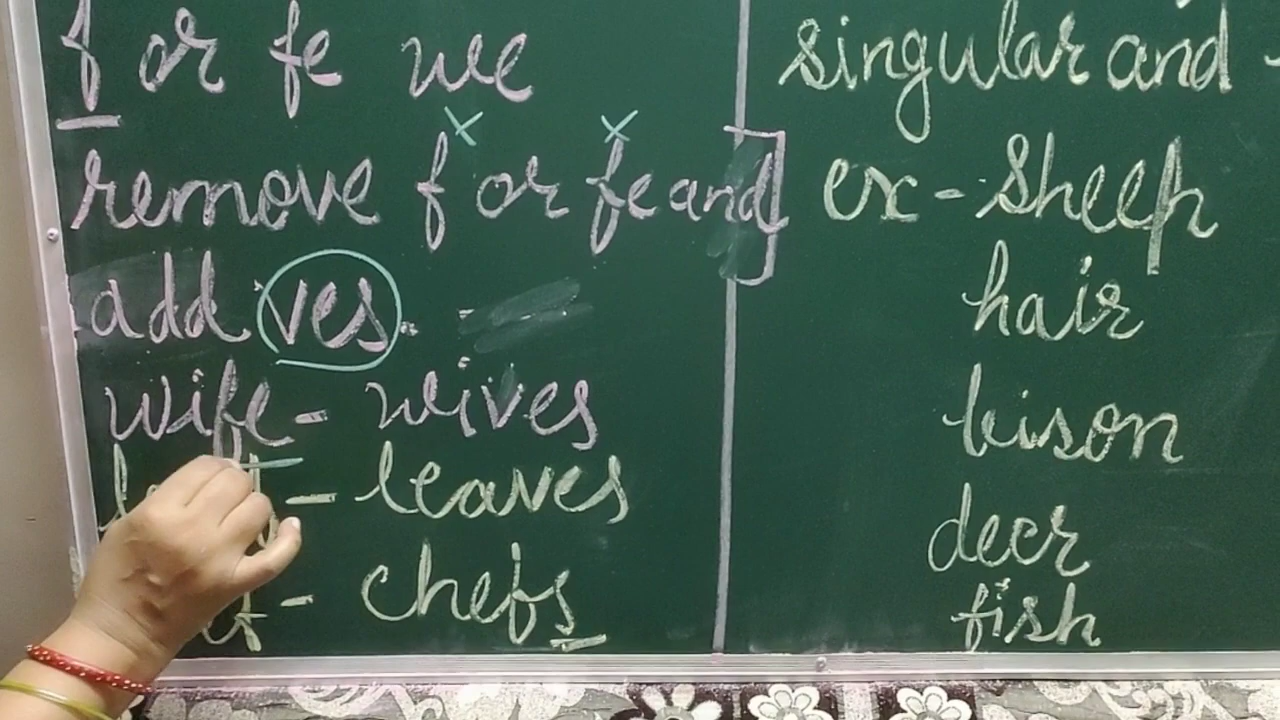 f or fe we
remove f or fe and
add ves.
wife - wives
- leaves
- chefs
singular and
ex - sheep
hair
bison
deer
fish